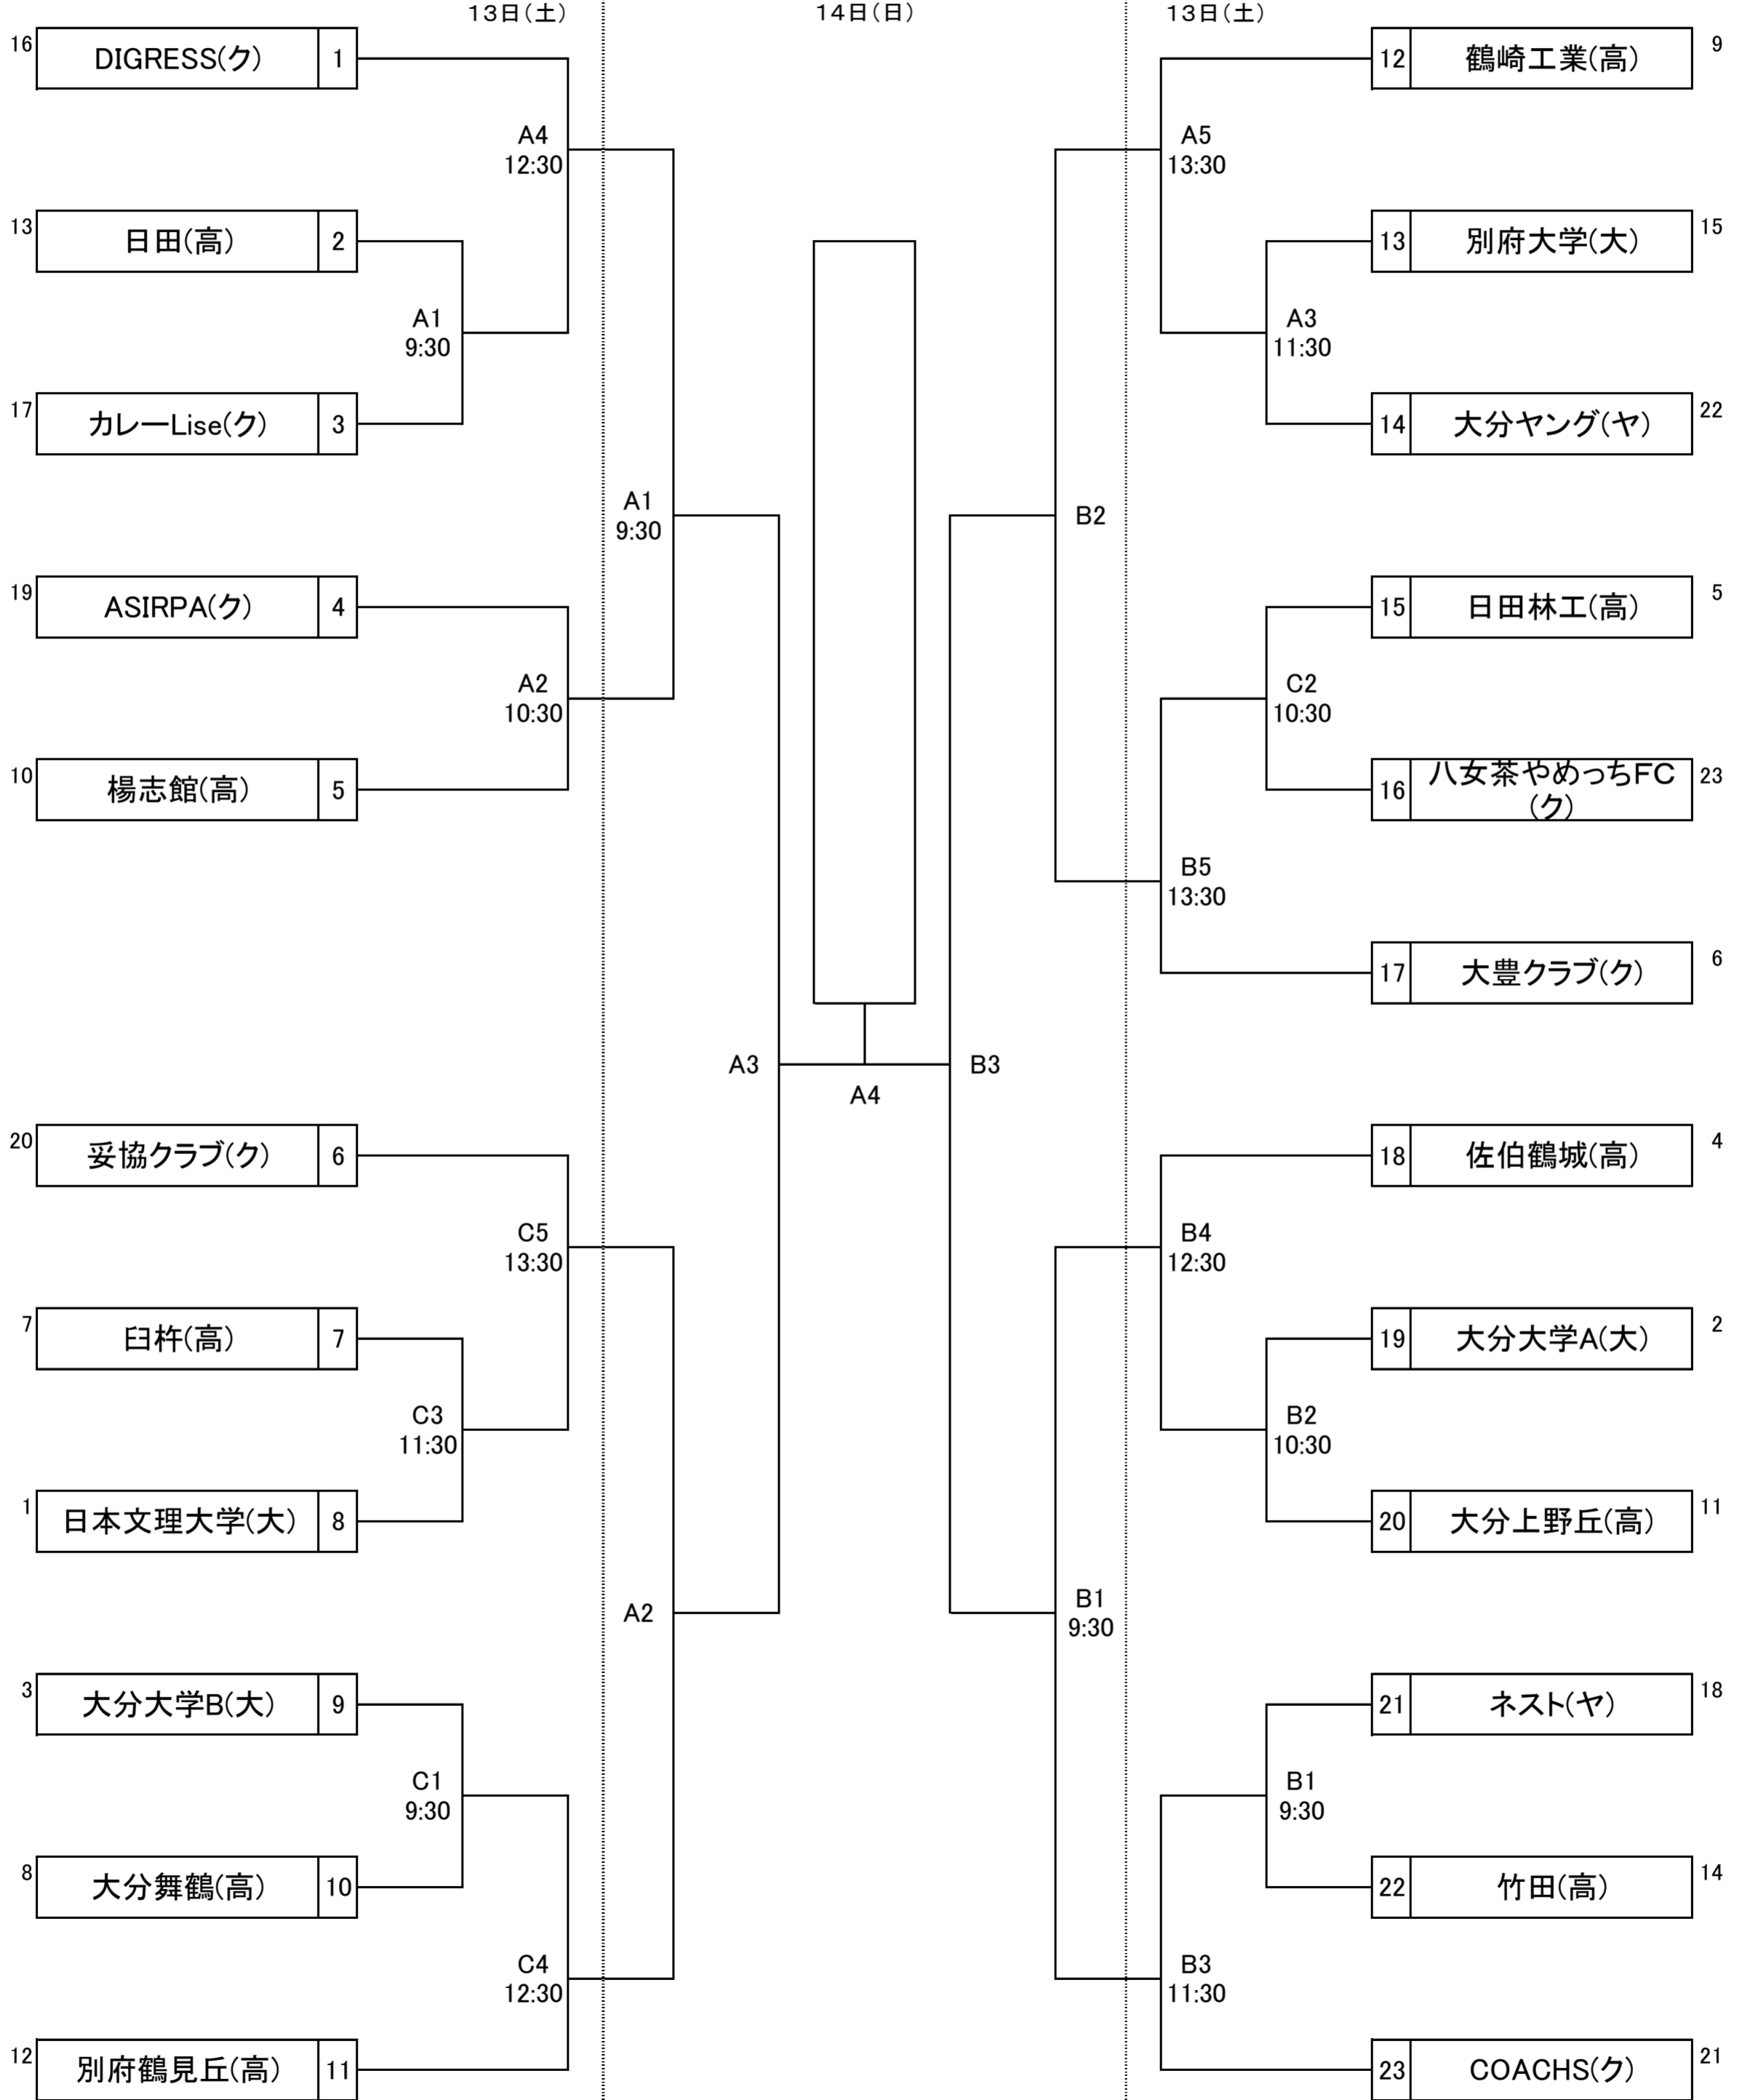 13日(土)
14日(日)
13日(土)
16
DIGRESS(ク)
1
12
鶴崎工業(高)
9
A4
12:30
A5
13:30
13
日田(高)
2
13
別府大学(大)
15
A1
9:30
A3
11:30
17
カレーLise(ク)
3
14
大分ヤング(ヤ)
22
A1
9:30
B2
19
ASIRPA(ク)
4
15
日田林工(高)
5
A2
10:30
C2
10:30
10
楊志館(高)
5
16
八女茶やめっちFC
(ク)
23
B5
13:30
17
大豊クラブ(ク)
6
A3
B3
A4
20
妥協クラブ(ク)
6
18
佐伯鶴城(高)
4
C5
13:30
B4
12:30
7
臼杵(高)
7
19
大分大学A(大)
2
C3
11:30
B2
10:30
1
日本文理大学(大)
8
20
大分上野丘(高)
11
A2
B1
9:30
3
大分大学B(大)
9
21
ネスト(ヤ)
18
C1
9:30
B1
9:30
8
大分舞鶴(高)
10
22
竹田(高)
14
C4
12:30
B3
11:30
12
別府鶴見丘(高)
11
23
COACHS(ク)
21